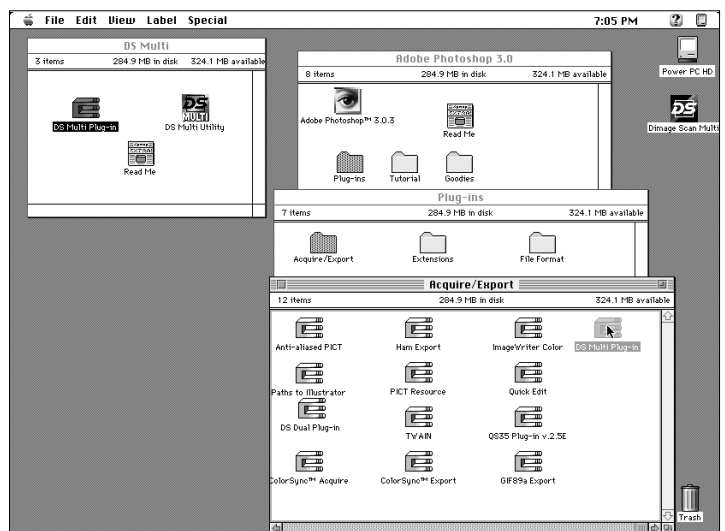 File Edit View Label Special 7:05 PM
DS Multi
3 items 284.9 MB in disk 324.1 MB available
DS Multi Plug-in
DS MULTI
DS Multi Utility
EXTRA!
Read Me
Adobe Photoshop 3.0
8 items 284.9 MB in disk 324.1 MB available
Adobe Photoshop™ 3.0.3
EXTRA!
Read Me
Plug-ins Tutorial Goodies
Power PC HD
DS
Dimage Scan Multi
Plug-ins
7 items 284.9 MB in disk 324.1 MB available
Acquire/Export Extensions File Format
Acquire/Export
12 items 284.9 MB in disk 324.1 MB available
Anti-aliased PICT Ham Export ImageWriter Color DS Multi Plug-in
Paths to Illustrator PICT Resource Quick Edit
DS Dual Plug-in TWAIN QS35 Plug-in v.2.5E
ColorSync™ Acquire ColorSync™ Export GIF89a Export
Trash